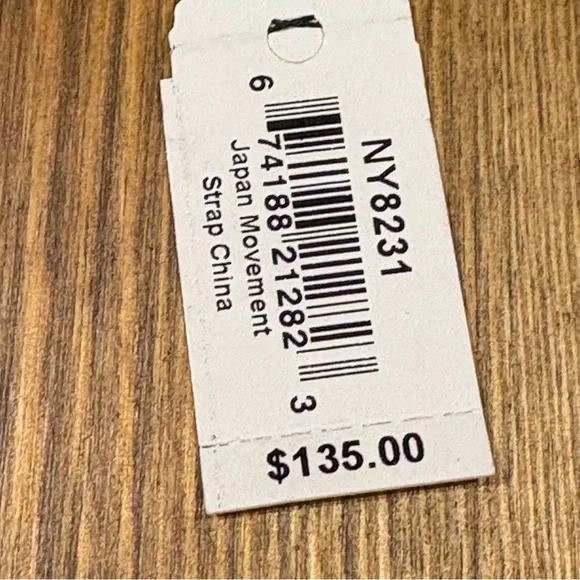 NY8231
6 74188 21282 3
Japan Movement
Strap China
$135.00